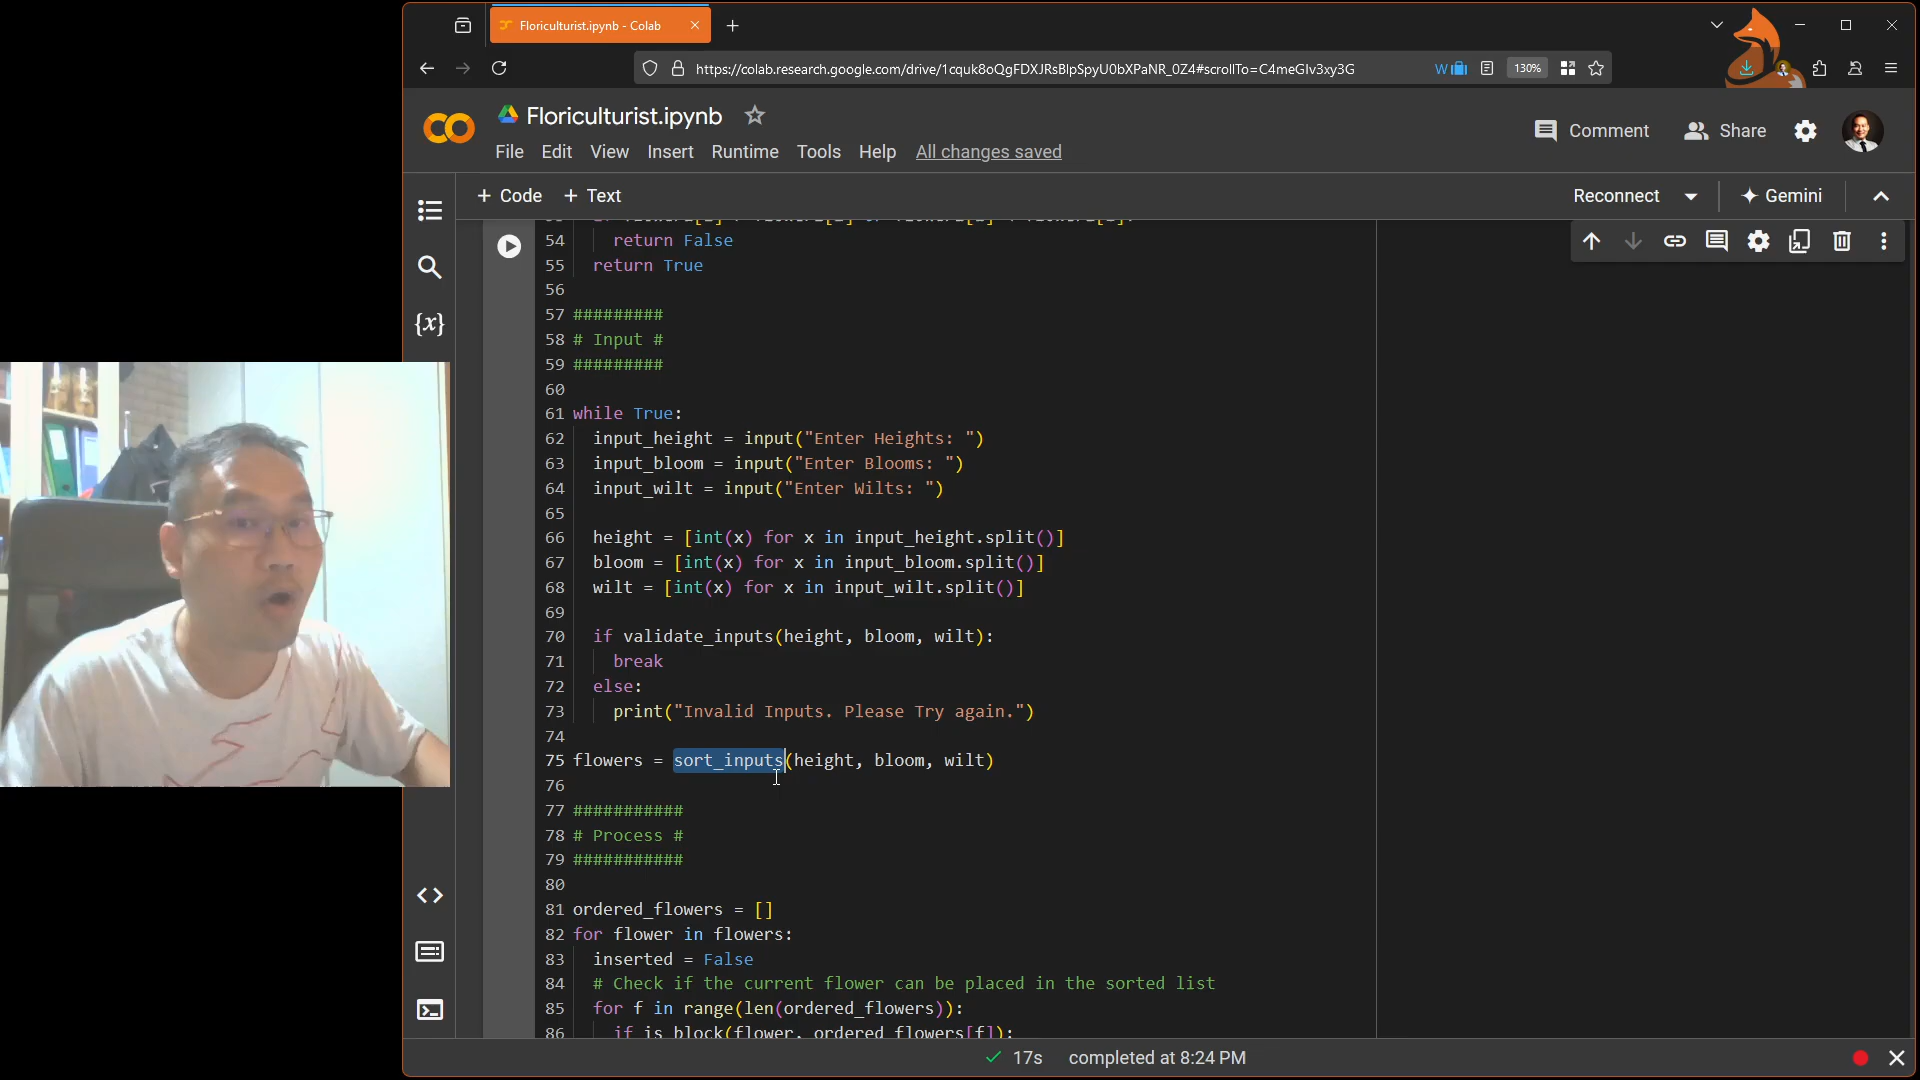 Floriculturist.ipynb - Colab
https://colab.research.google.com/drive/1cquk8oQgFDXJRsBlpSpyU0bXPaNR_0Z4#scrollTo=C4meGIv3xy3G
130%
Floriculturist.ipynb
File Edit View Insert Runtime Tools Help All changes saved
Comment Share
+ Code + Text
Reconnect Gemini
54 return False
55 return True
56
57 #########
58 # Input #
59 #########
60
61 while True:
62 input_height = input("Enter Heights: ")
63 input_bloom = input("Enter Blooms: ")
64 input_wilt = input("Enter Wilts: ")
65
66 height = [int(x) for x in input_height.split()]
67 bloom = [int(x) for x in input_bloom.split()]
68 wilt = [int(x) for x in input_wilt.split()]
69
70 if validate_inputs(height, bloom, wilt):
71 break
72 else:
73 print("Invalid Inputs. Please Try again.")
74
75 flowers = sort_inputs(height, bloom, wilt)
76
77 ###########
78 # Process #
79 ###########
80
81 ordered_flowers = []
82 for flower in flowers:
83 inserted = False
84 # Check if the current flower can be placed in the sorted list
85 for f in range(len(ordered_flowers)):
86 if is_block(flower, ordered_flowers[f]):
17s completed at 8:24 PM